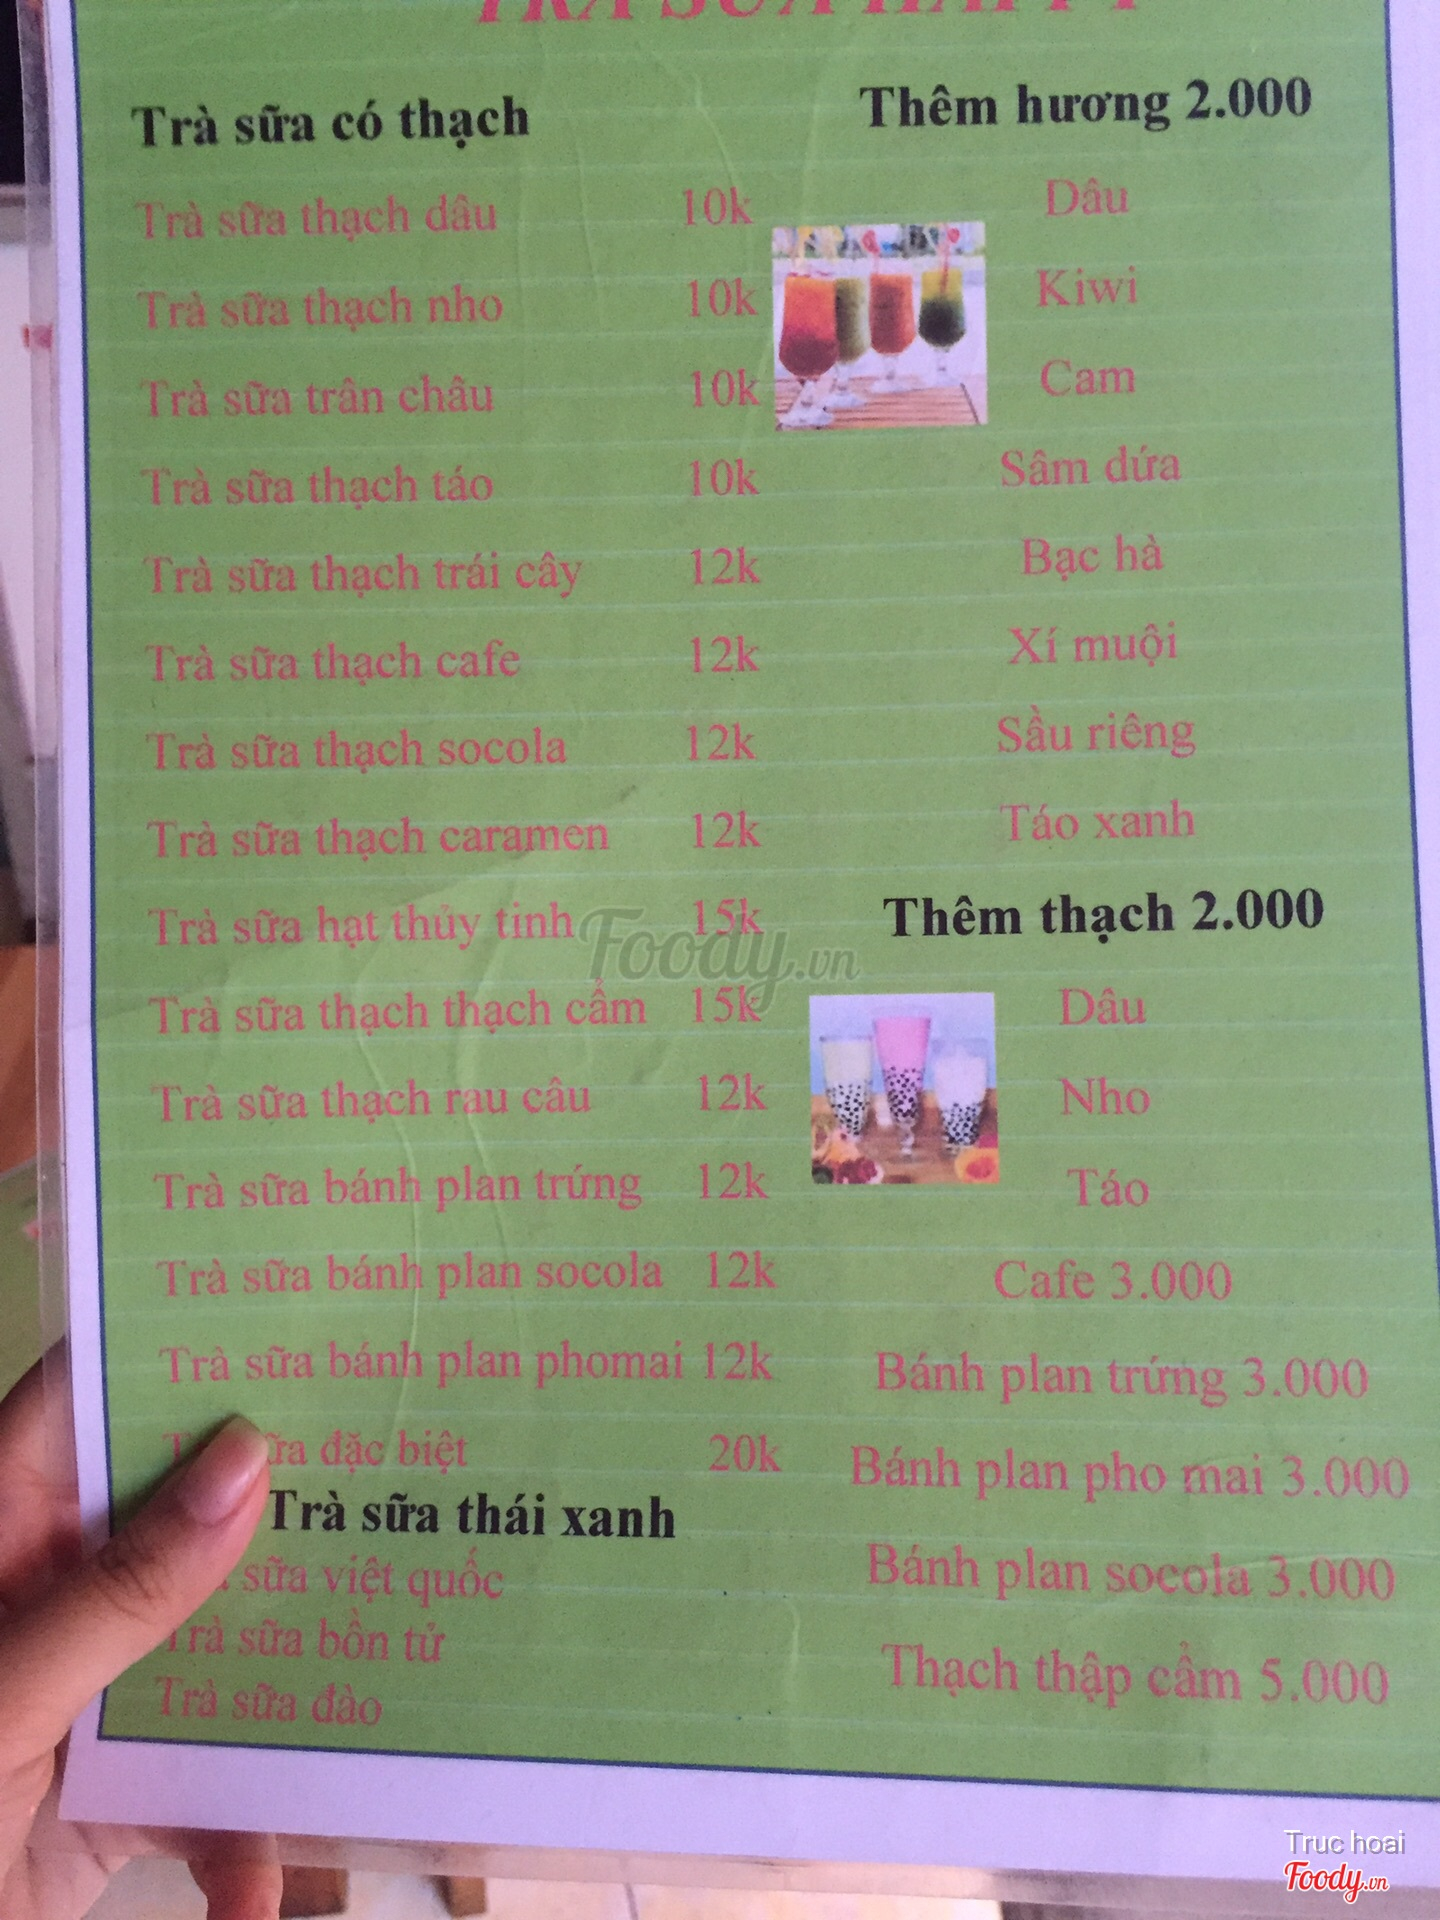 TRÀ SỮA HAPPY
Trà sữa có thạch
Trà sữa thạch dâu 10k
Trà sữa thạch nho 10k
Trà sữa trân châu 10k
Trà sữa thạch táo 10k
Trà sữa thạch trái cây 12k
Trà sữa thạch cafe 12k
Trà sữa thạch socola 12k
Trà sữa thạch caramen 12k
Trà sữa hạt thủy tinh 15k
Trà sữa thạch thạch cẩm 15k
Trà sữa thạch rau câu 12k
Trà sữa bánh plan trứng 12k
Trà sữa bánh plan socola 12k
Trà sữa bánh plan phomai 12k
sữa đặc biệt 20k
Trà sữa thái xanh
sữa việt quốc
Trà sữa bồn tử
Trà sữa đào
Thêm hương 2.000
Dâu
Kiwi
Cam
Sâm dứa
Bạc hà
Xí muội
Sầu riêng
Táo xanh
Thêm thạch 2.000
Dâu
Nho
Táo
Cafe 3.000
Bánh plan trứng 3.000
Bánh plan pho mai 3.000
Bánh plan socola 3.000
Thạch thập cẩm 5.000
Foody.vn
Truc hoai
Foody.vn